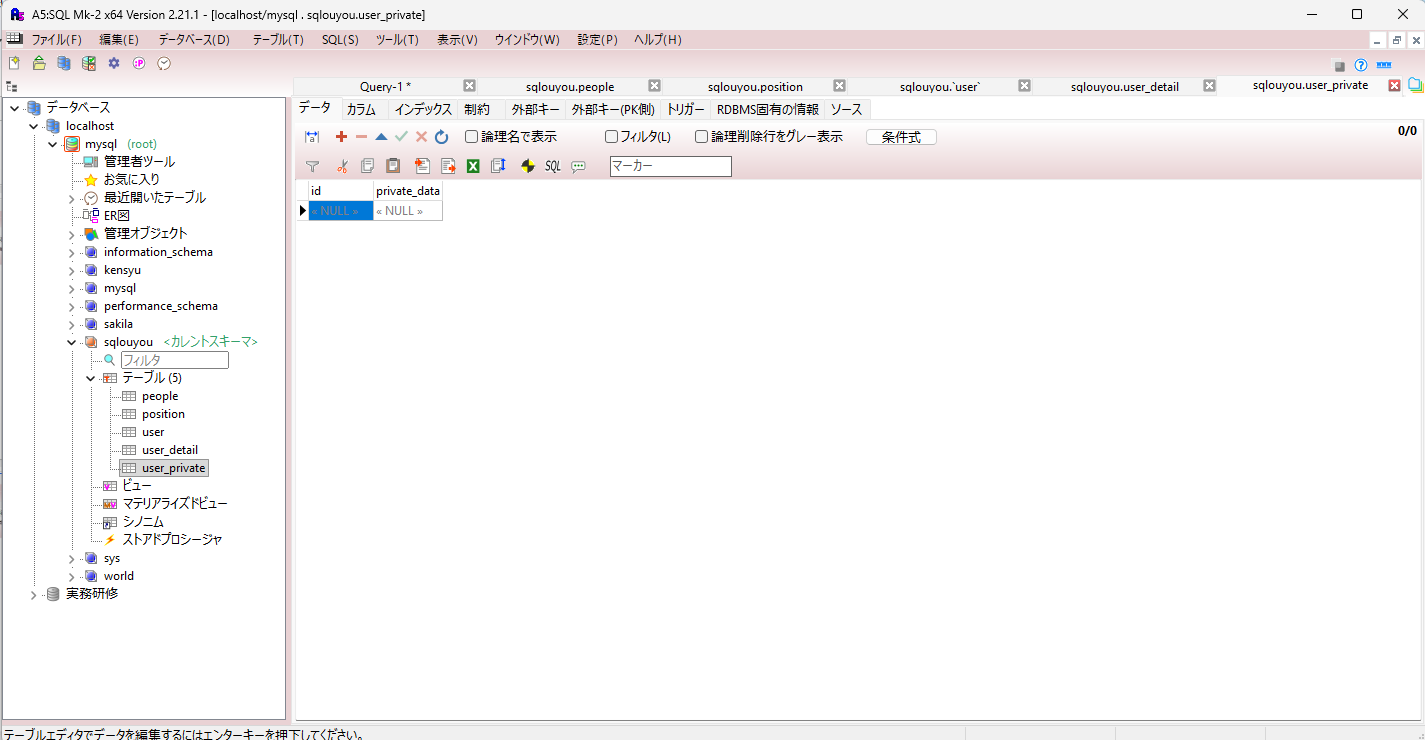 A5:SQL Mk-2 x64 Version 2.21.1 - [localhost/mysql . sqlouyou.user_private]
ファイル(F) 編集(E) データベース(D) テーブル(T) SQL(S) ツール(T) 表示(V) ウインドウ(W) 設定(P) ヘルプ(H)
Query-1 * sqlouyou.people sqlouyou.position sqlouyou.`user` sqlouyou.user_detail sqlouyou.user_private
データベース
localhost
mysql (root)
管理者ツール
お気に入り
最近開いたテーブル
ER図
管理オブジェクト
information_schema
kensyu
mysql
performance_schema
sakila
sqlouyou <カレントスキーマ>
フィルタ
テーブル (5)
people
position
user
user_detail
user_private
ビュー
マテリアライズドビュー
シノニム
ストアドプロシージャ
sys
world
実務研修
データ カラム インデックス 制約 外部キー 外部キー(PK側) トリガー RDBMS固有の情報 ソース
論理名で表示 フィルタ(L) 論理削除行をグレー表示 条件式 0/0
SQL マーカー
id private_data
« NULL » « NULL »
テーブルエディタでデータを編集するにはエンターキーを押下してください。